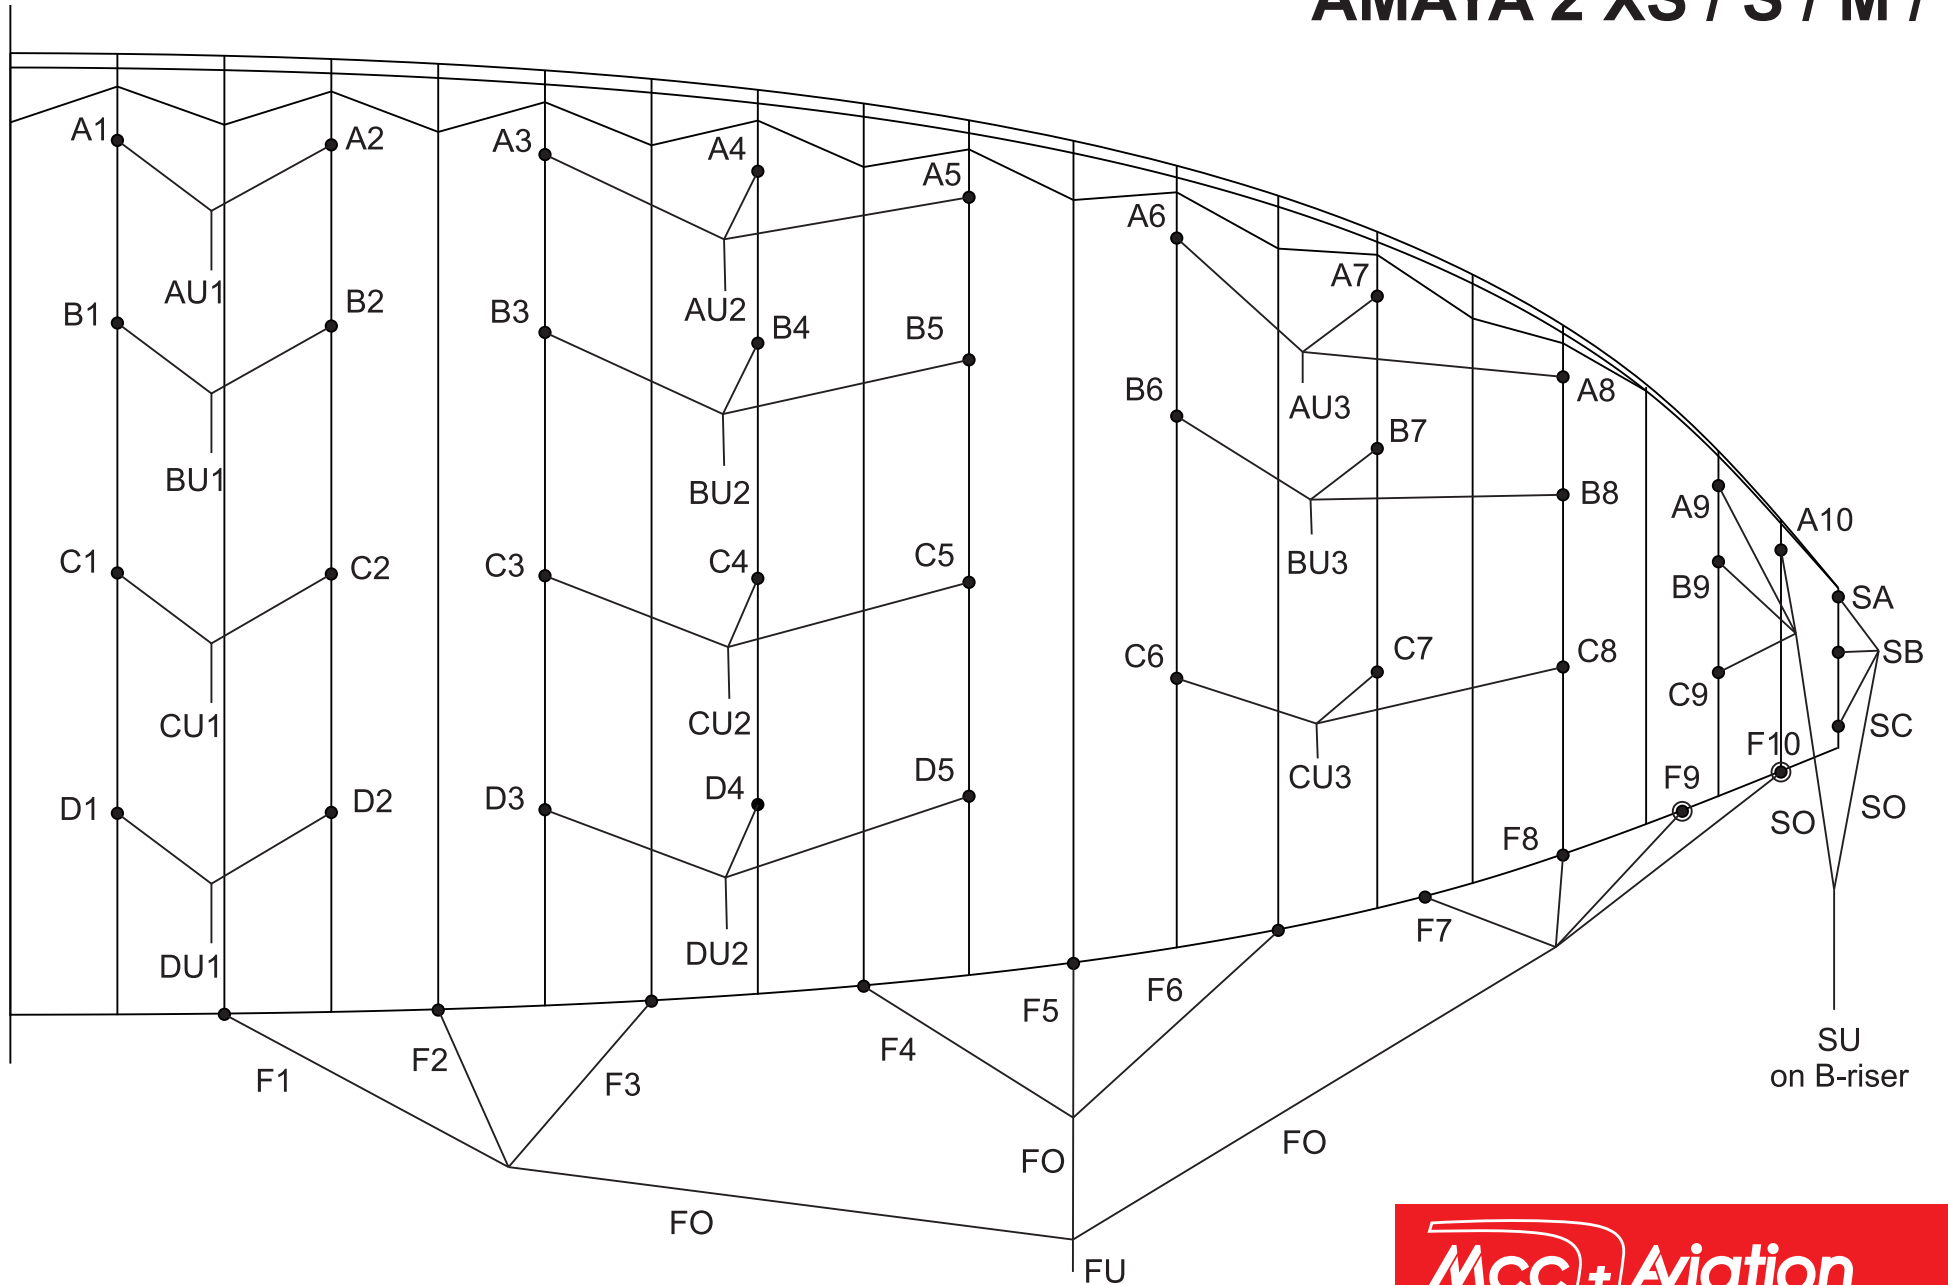 AMAYA 2 XS / S / M /
A1
A2
A3
A4
A5
A6
A7
A8
A9
A10
AU1
AU2
AU3
B1
B2
B3
B4
B5
B6
B7
B8
B9
BU1
BU2
BU3
C1
C2
C3
C4
C5
C6
C7
C8
C9
CU1
CU2
CU3
D1
D2
D3
D4
D5
DU1
DU2
SA
SB
SC
SO
SO
SU
on B-riser
F1
F2
F3
F4
F5
F6
F7
F8
F9
F10
FO
FO
FO
FU
Mcc+Aviation